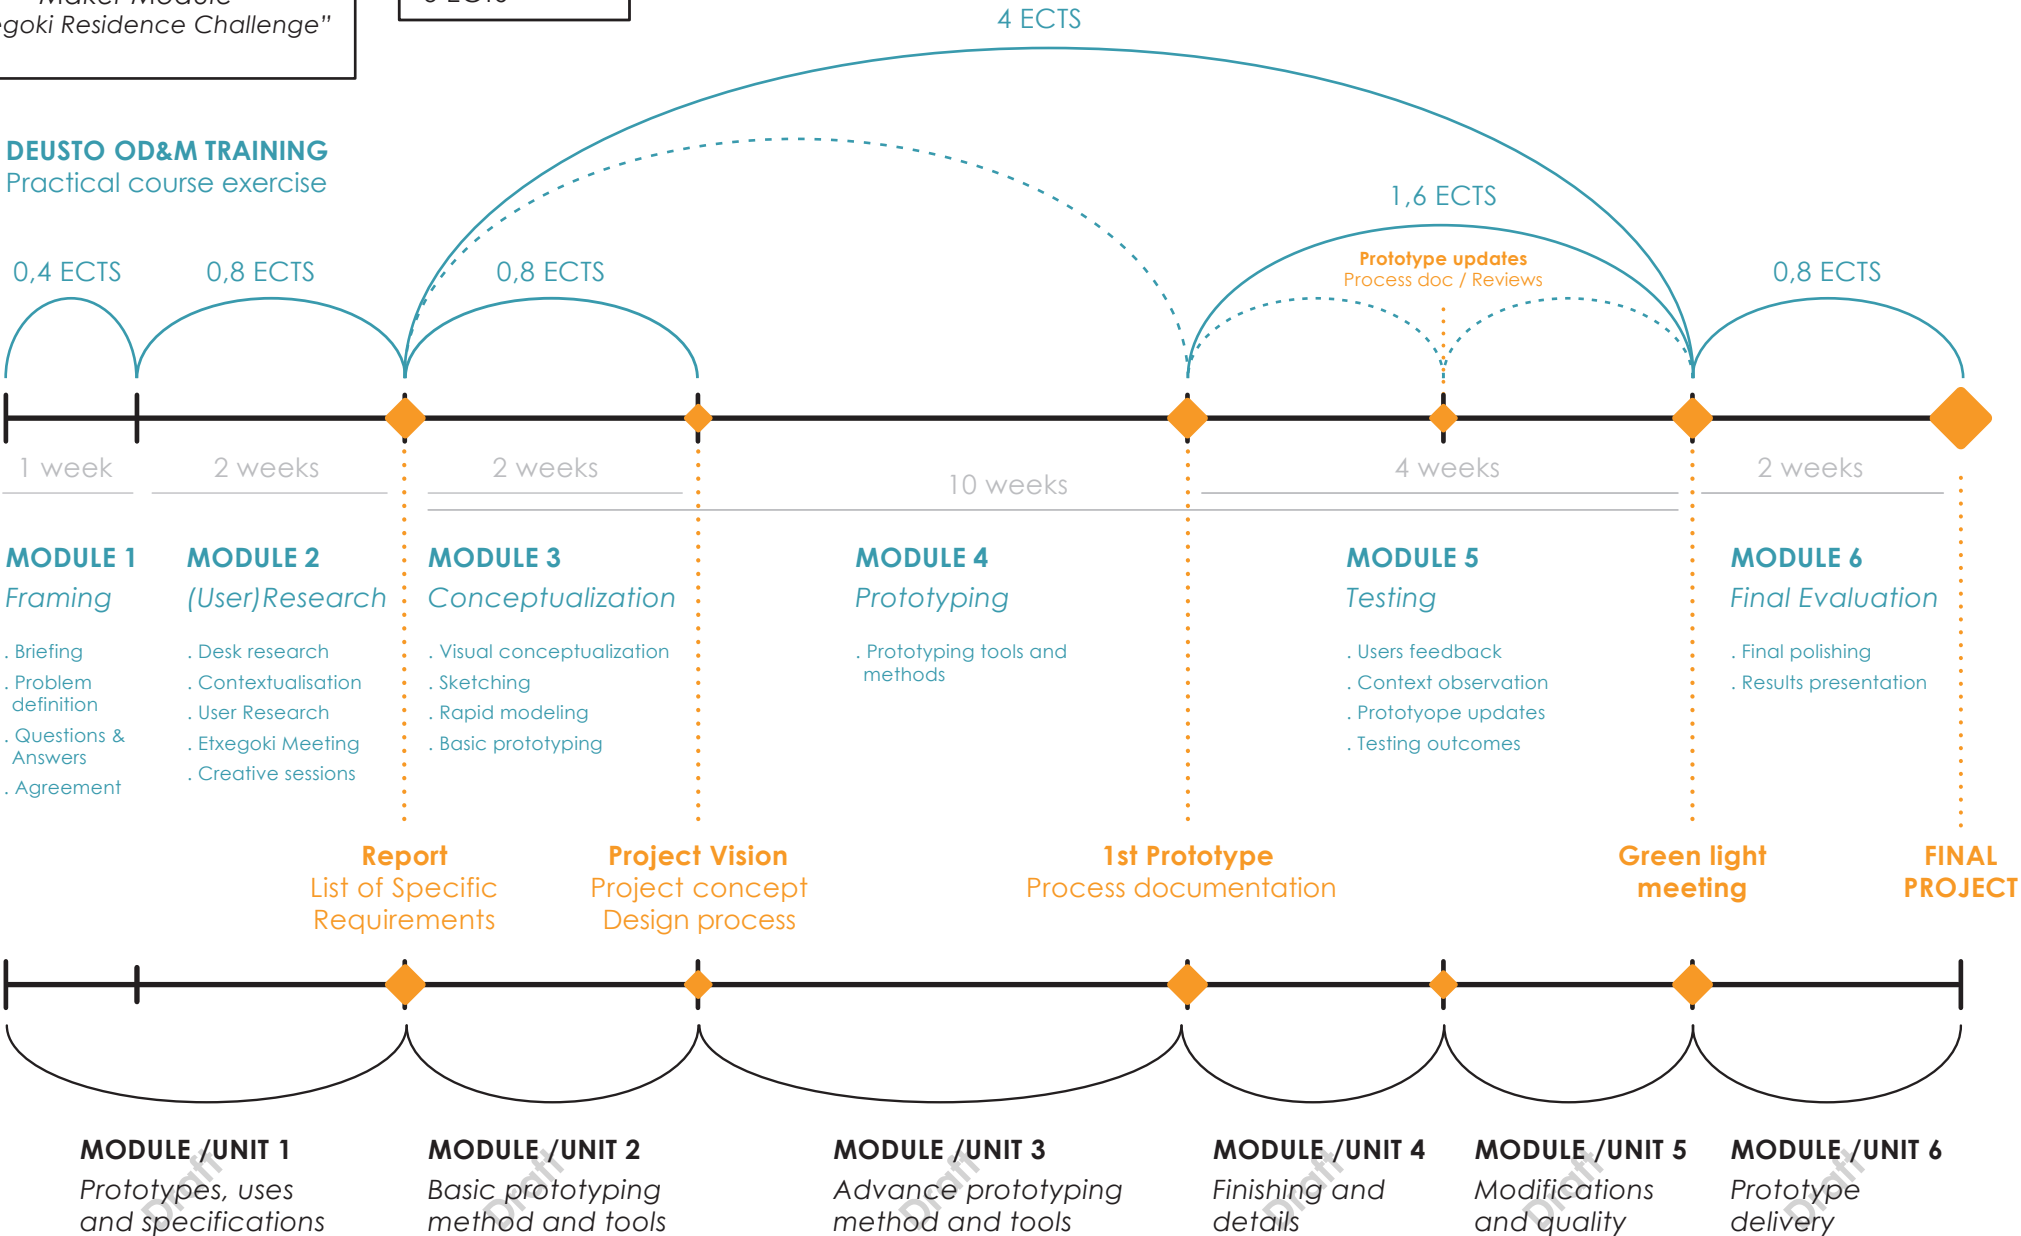 Residence Challenge"
4 ECTS
DEUSTO OD&M TRAINING
Practical course exercise
1,6 ECTS
Prototype updates
Process doc / Reviews
0,4 ECTS
0,8 ECTS
0,8 ECTS
0,8 ECTS
1 week
2 weeks
2 weeks
10 weeks
4 weeks
2 weeks
MODULE 1
Framing
. Briefing
. Problem
definition
. Questions &
Answers
. Agreement
MODULE 2
(User)Research
. Desk research
. Contextualisation
. User Research
. Etxegoki Meeting
. Creative sessions
MODULE 3
Conceptualization
. Visual conceptualization
. Sketching
. Rapid modeling
. Basic prototyping
MODULE 4
Prototyping
. Prototyping tools and
methods
MODULE 5
Testing
. Users feedback
. Context observation
. Prototyope updates
. Testing outcomes
MODULE 6
Final Evaluation
. Final polishing
. Results presentation
Report
List of Specific
Requirements
Project Vision
Project concept
Design process
1st Prototype
Process documentation
Green light
meeting
FINAL
PROJECT
MODULE /UNIT 1
Prototypes, uses
and specifications
Draft
MODULE /UNIT 2
Basic prototyping
method and tools
Draft
MODULE /UNIT 3
Advance prototyping
method and tools
Draft
MODULE /UNIT 4
Finishing and
details
Draft
MODULE /UNIT 5
Modifications
and quality
Draft
MODULE /UNIT 6
Prototype
delivery
Draft